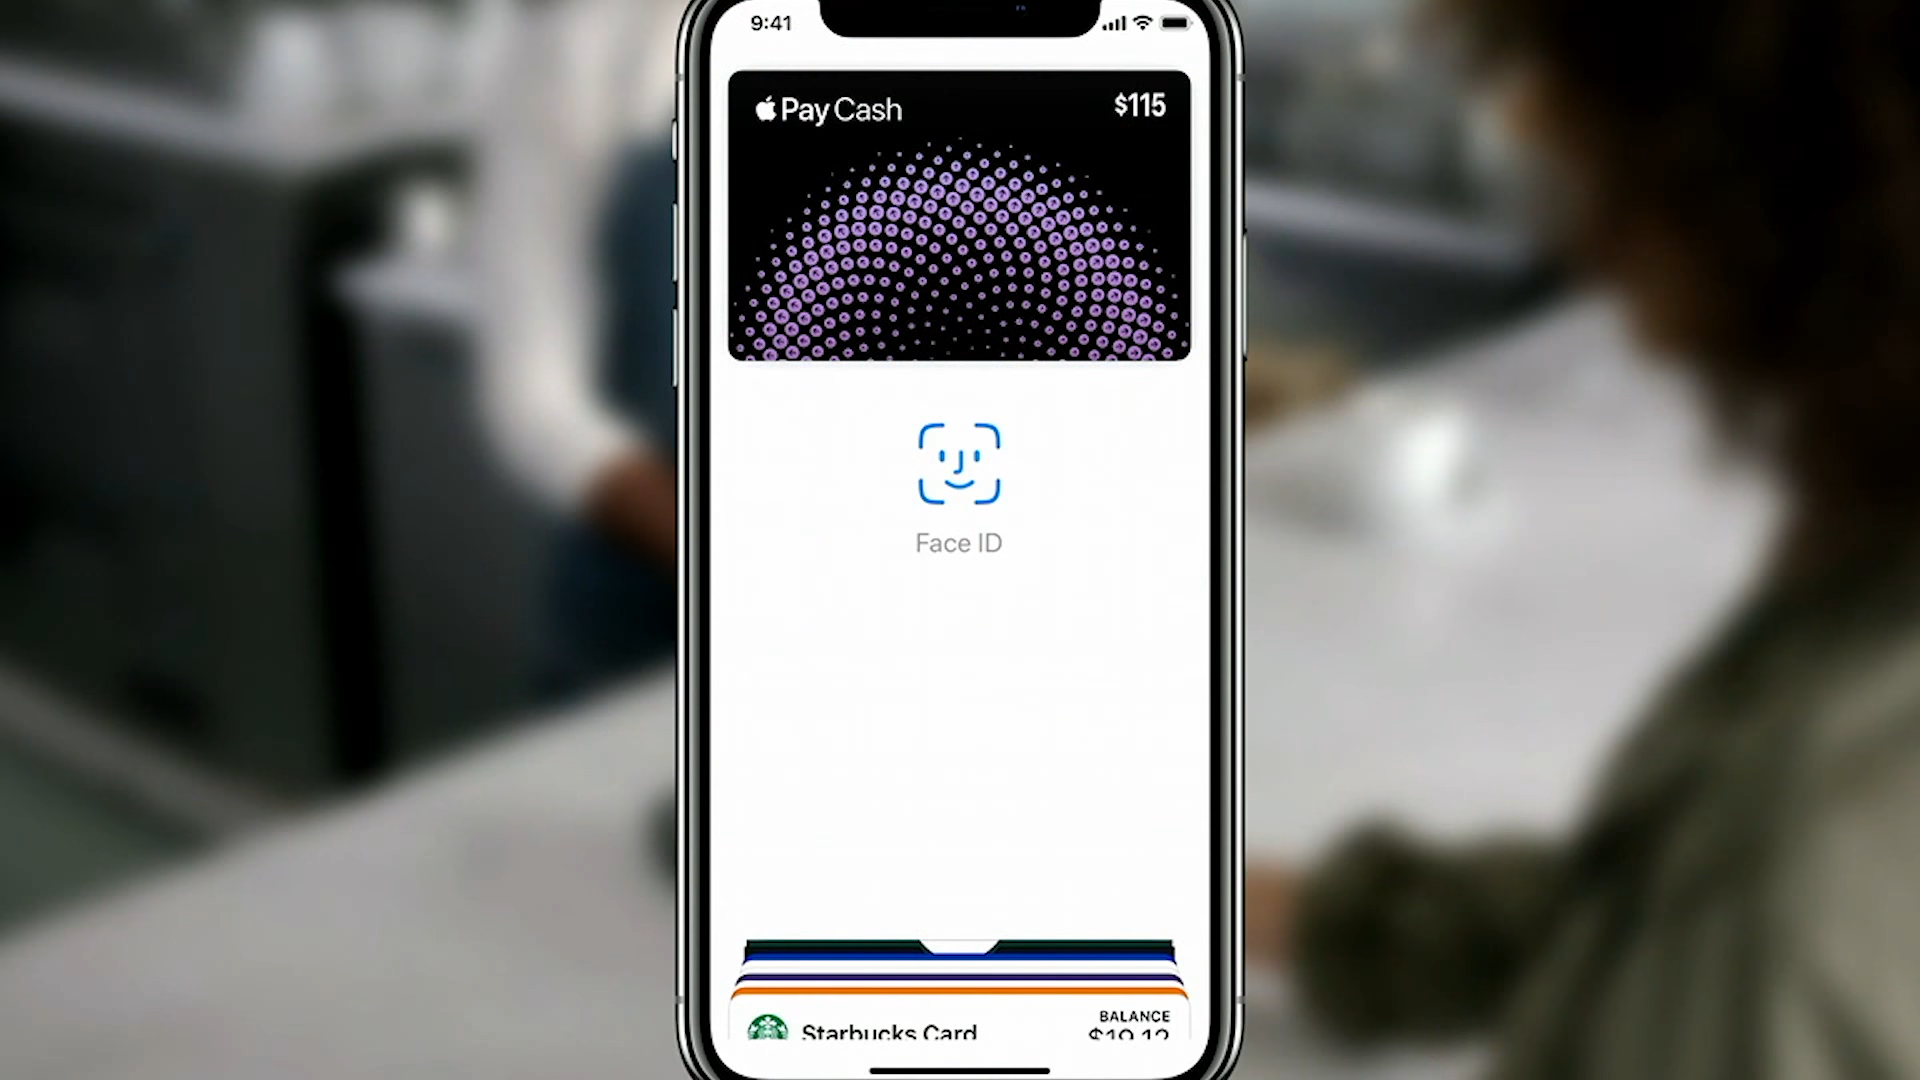 9:41
Pay Cash
$115
Face ID
BALANCE
Starbucks Card
$19.12